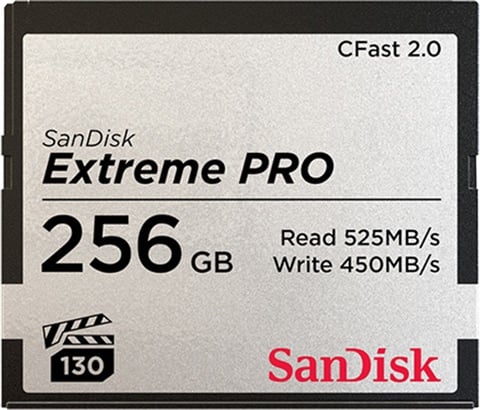 CFast 2.0
SanDisk
Extreme PRO
256 GB
Read 525MB/s
Write 450MB/s
130
SanDisk